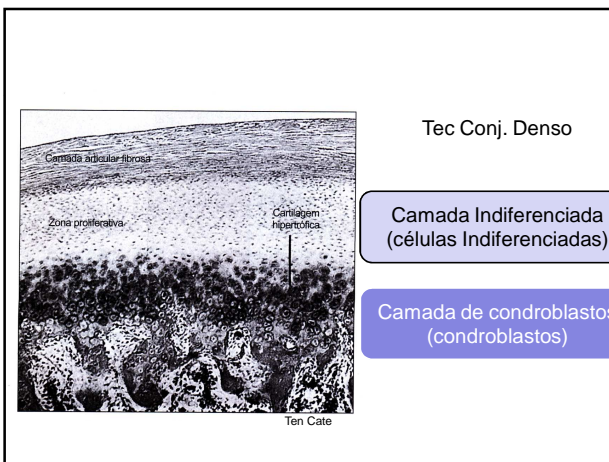 Tec Conj. Denso
Camada articular fibrosa
Zona proliferativa
Cartilagem
hipertrófica
Camada Indiferenciada
(células Indiferenciadas)
Camada de condroblastos
(condroblastos)
Ten Cate